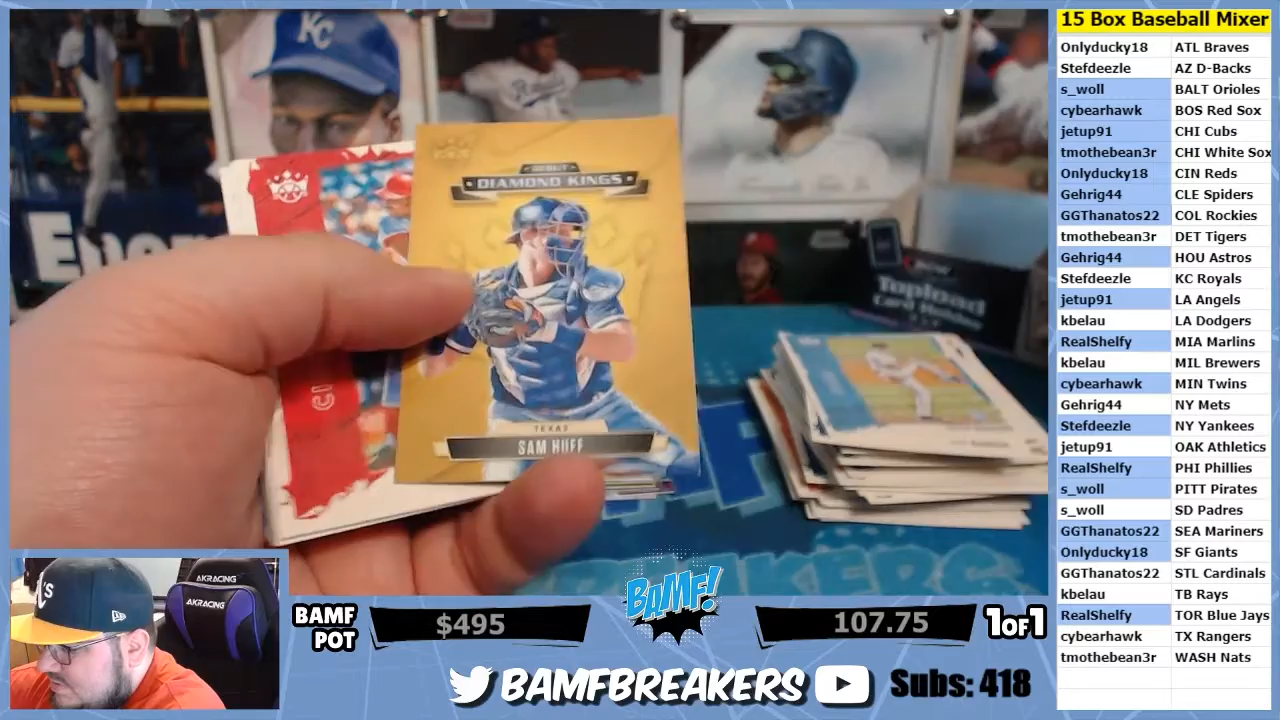 15 Box Baseball Mixer
Onlyducky18 ATL Braves
Stefdeezle AZ D-Backs
s_woll BALT Orioles
cybearhawk BOS Red Sox
jetup91 CHI Cubs
tmothebean3r CHI White Sox
Onlyducky18 CIN Reds
Gehrig44 CLE Spiders
GGThanatos22 COL Rockies
tmothebean3r DET Tigers
Gehrig44 HOU Astros
Stefdeezle KC Royals
jetup91 LA Angels
kbelau LA Dodgers
RealShelfy MIA Marlins
kbelau MIL Brewers
cybearhawk MIN Twins
Gehrig44 NY Mets
Stefdeezle NY Yankees
jetup91 OAK Athletics
RealShelfy PHI Phillies
s_woll PITT Pirates
s_woll SD Padres
GGThanatos22 SEA Mariners
Onlyducky18 SF Giants
GGThanatos22 STL Cardinals
kbelau TB Rays
RealShelfy TOR Blue Jays
cybearhawk TX Rangers
tmothebean3r WASH Nats
KC
DEBUT
DIAMOND KINGS
TEXAS
SAM HUFF
CI
Topload
Card Holder
A's
AKRACING
AKRACING
BAMF
POT
$495
BAMF!
107.75
1OF1
BAMFBREAKERS
Subs: 418